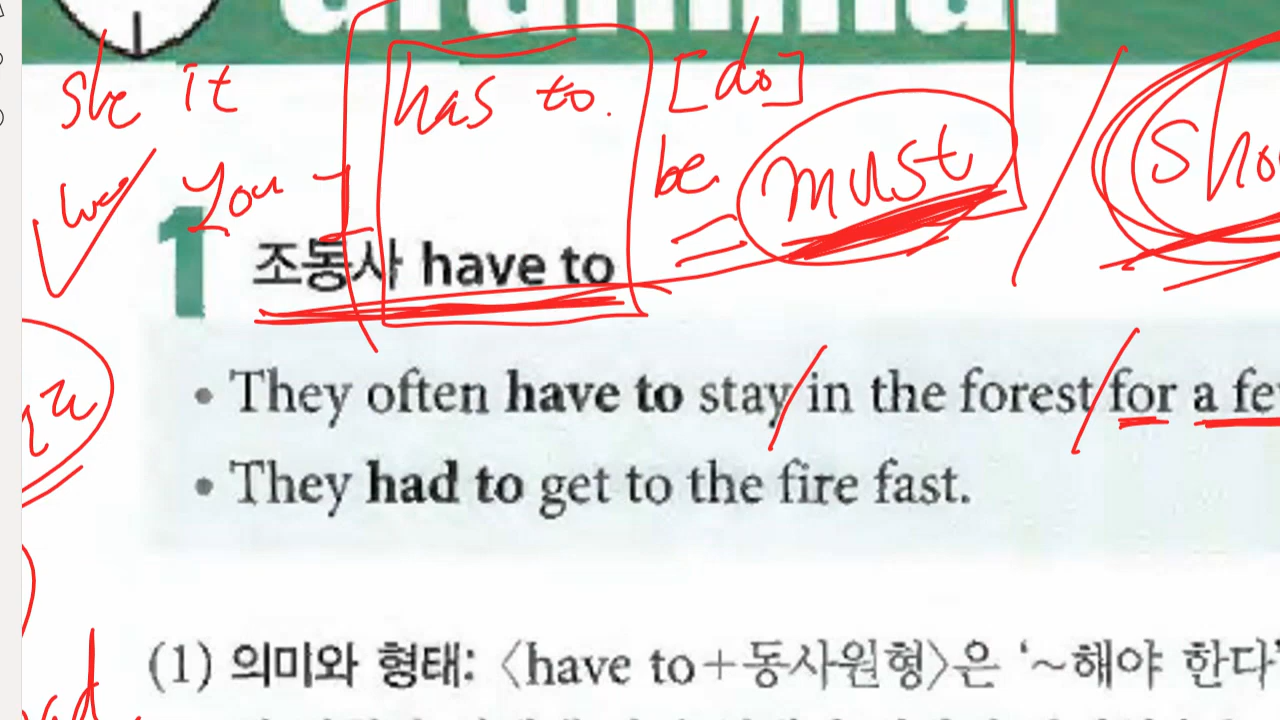 grammar
she it has to. [do]
we You be = must
1 조동사 have to
• They often have to stay in the forest for a
• They had to get to the fire fast.
(1) 의미와 형태: 〈have to+동사원형〉은 ‘~해야 한다’